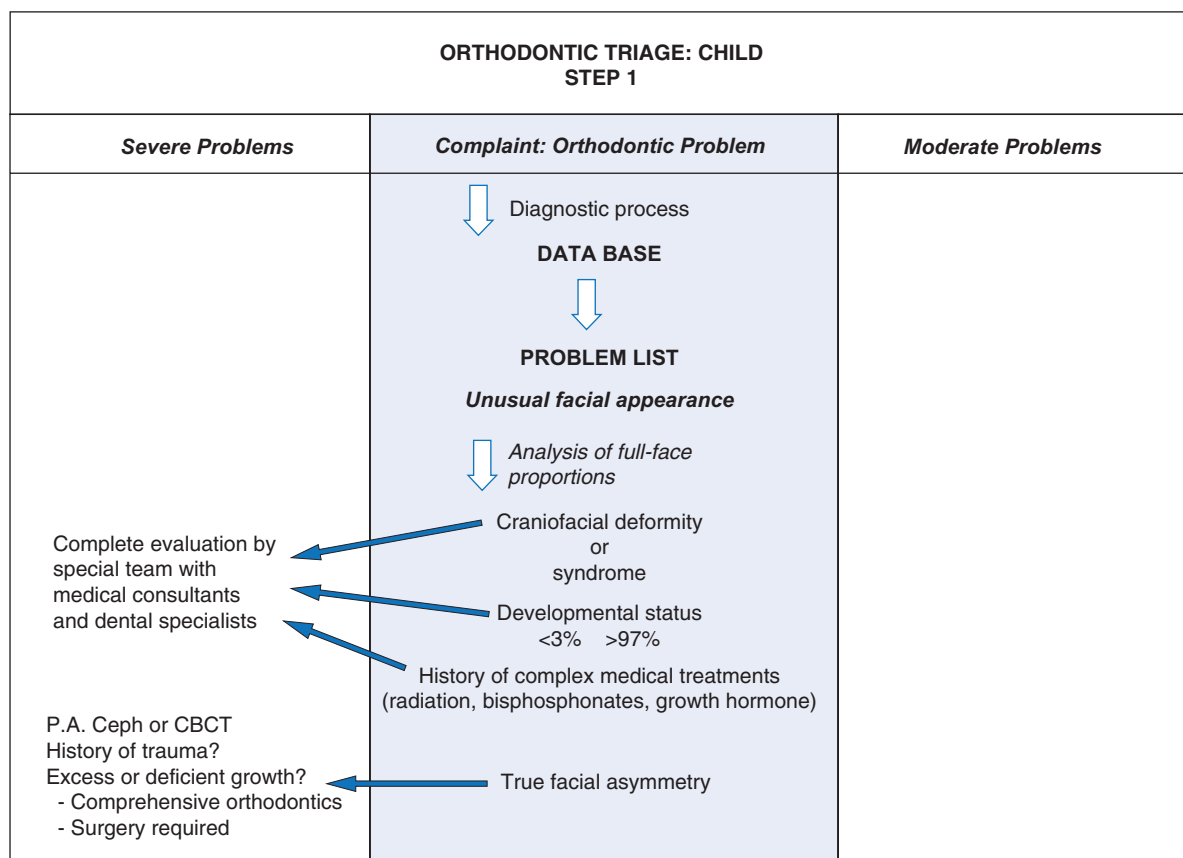 ORTHODONTIC TRIAGE: CHILD
STEP 1
Severe Problems
Complaint: Orthodontic Problem
Moderate Problems
Diagnostic process
DATA BASE
PROBLEM LIST
Unusual facial appearance
Analysis of full-face
proportions
Craniofacial deformity
or
syndrome
Complete evaluation by
special team with
medical consultants
and dental specialists
Developmental status
<3% >97%
History of complex medical treatments
(radiation, bisphosphonates, growth hormone)
P.A. Ceph or CBCT
History of trauma?
Excess or deficient growth?
- Comprehensive orthodontics
- Surgery required
True facial asymmetry